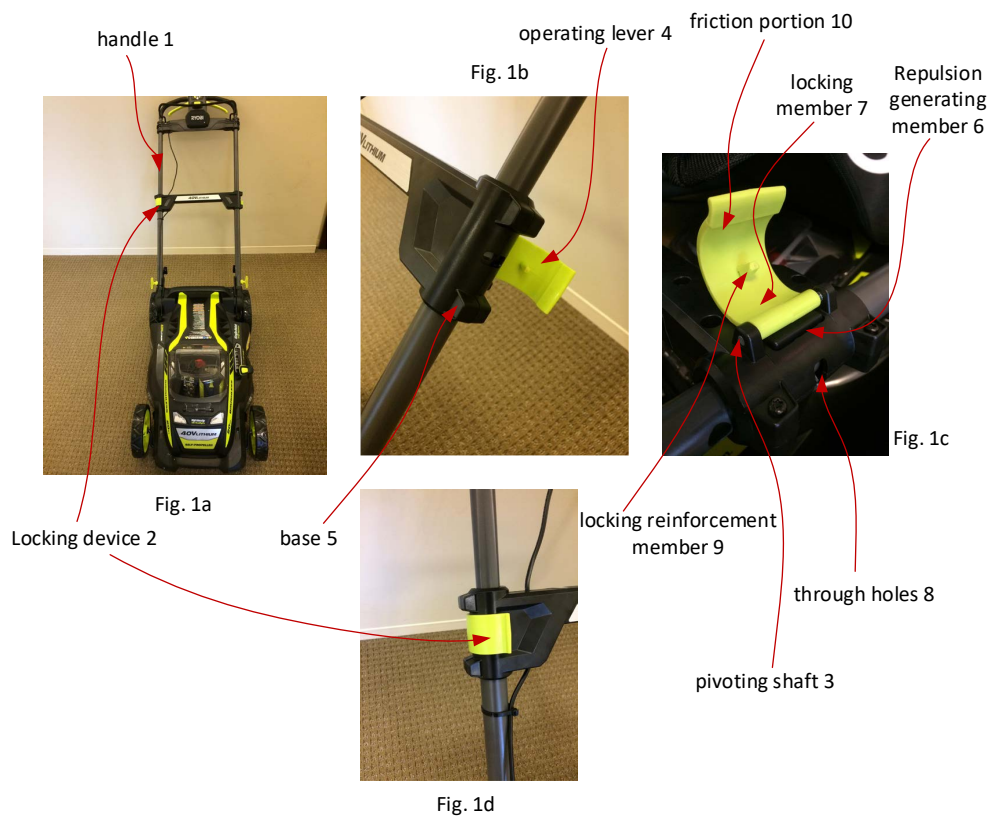 handle 1
operating lever 4
friction portion 10
Fig. 1b
locking
member 7
Repulsion
generating
member 6
RYOBI
40V LITHIUM
40V LITHIUM
LITHIUM
Fig. 1a
Fig. 1c
Locking device 2
base 5
locking reinforcement
member 9
through holes 8
pivoting shaft 3
Fig. 1d